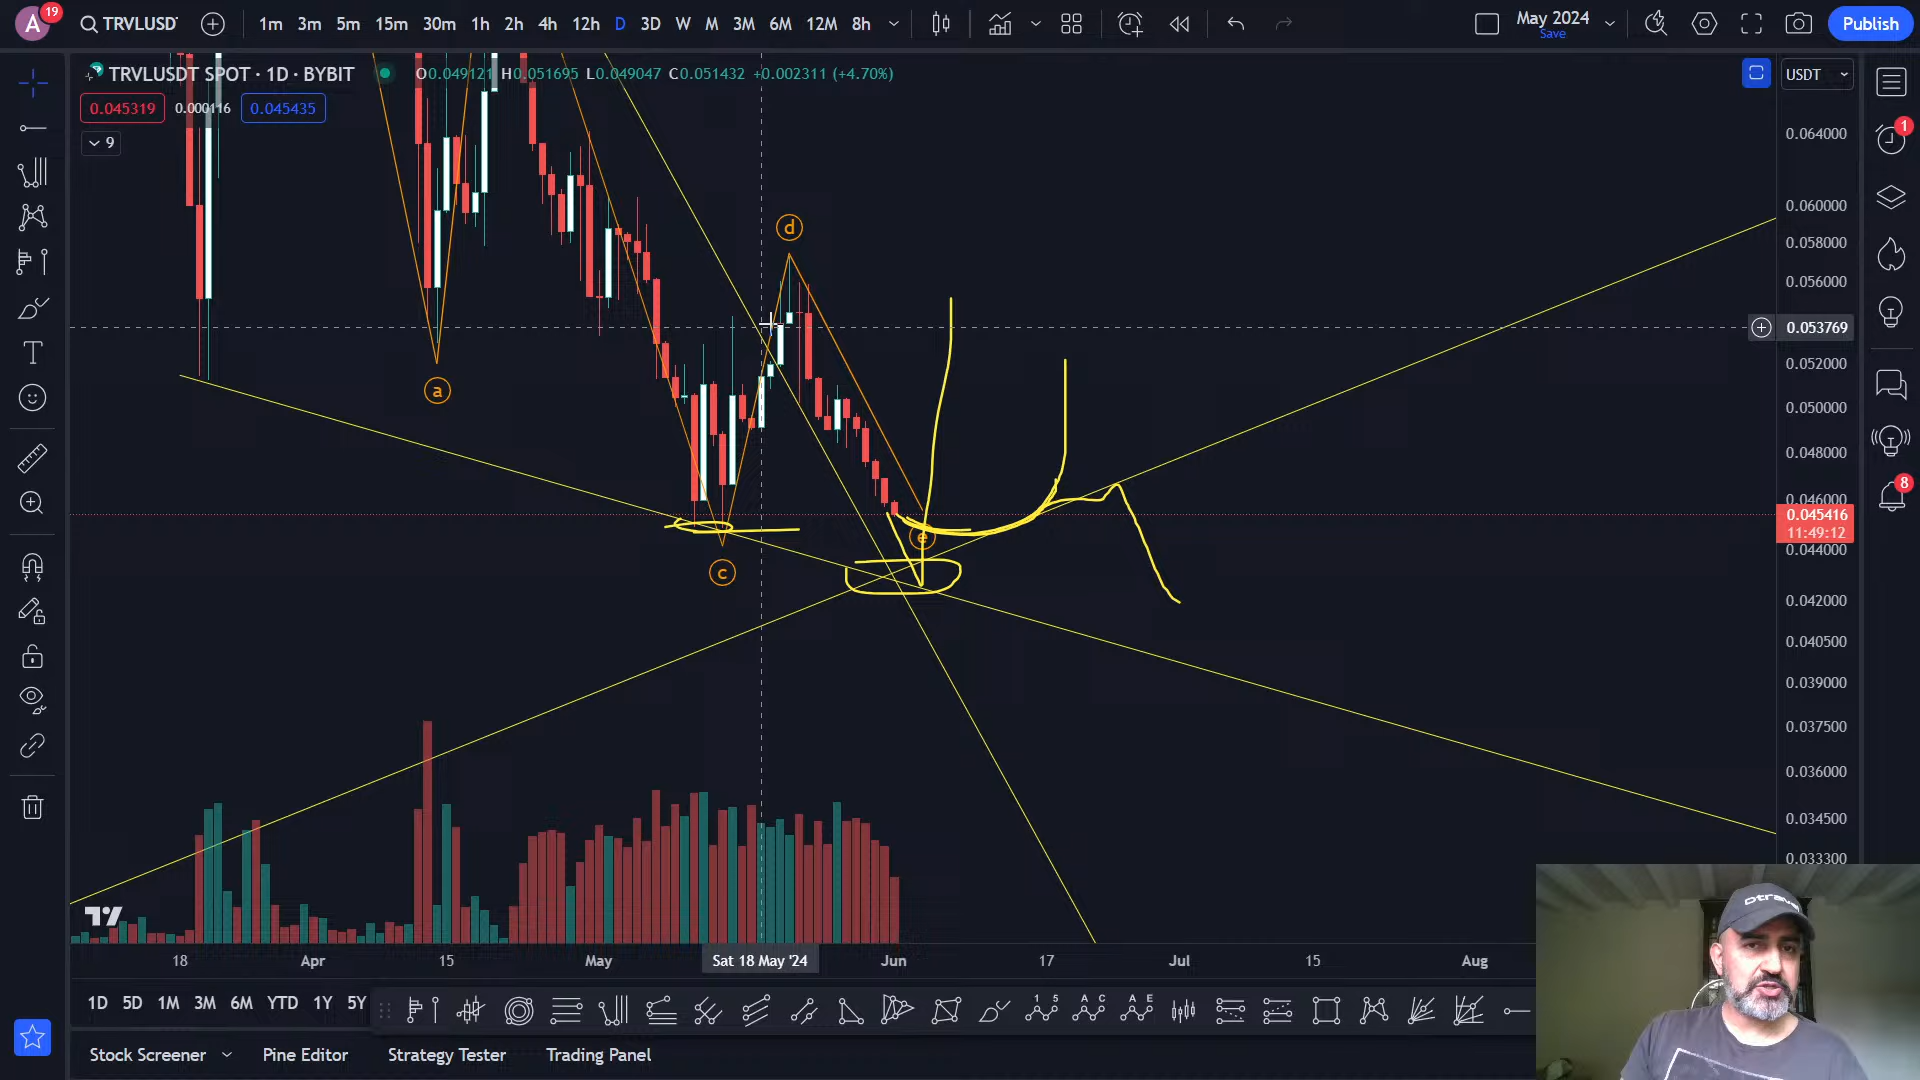 A 19 TRVLUSD 1m 3m 5m 15m 30m 1h 2h 4h 12h D 3D W M 3M 6M 12M 8h May 2024 Save Publish
TRVLUSDT SPOT · 1D · BYBIT O0.049121 H0.051695 L0.049047 C0.051432 +0.002311 (+4.70%) USDT
0.045319 0.000116 0.045435
9
1
0.064000
0.060000
d
0.058000
0.056000
0.053769
0.052000
a
0.050000
0.048000
8
0.046000
0.045416
11:49:12
e
0.044000
c
0.042000
0.040500
0.039000
0.037500
0.036000
0.034500
0.033300
18 Apr 15 May Sat 18 May '24 Jun 17 Jul 15 Aug
1D 5D 1M 3M 6M YTD 1Y 5Y
Stock Screener Pine Editor Strategy Tester Trading Panel